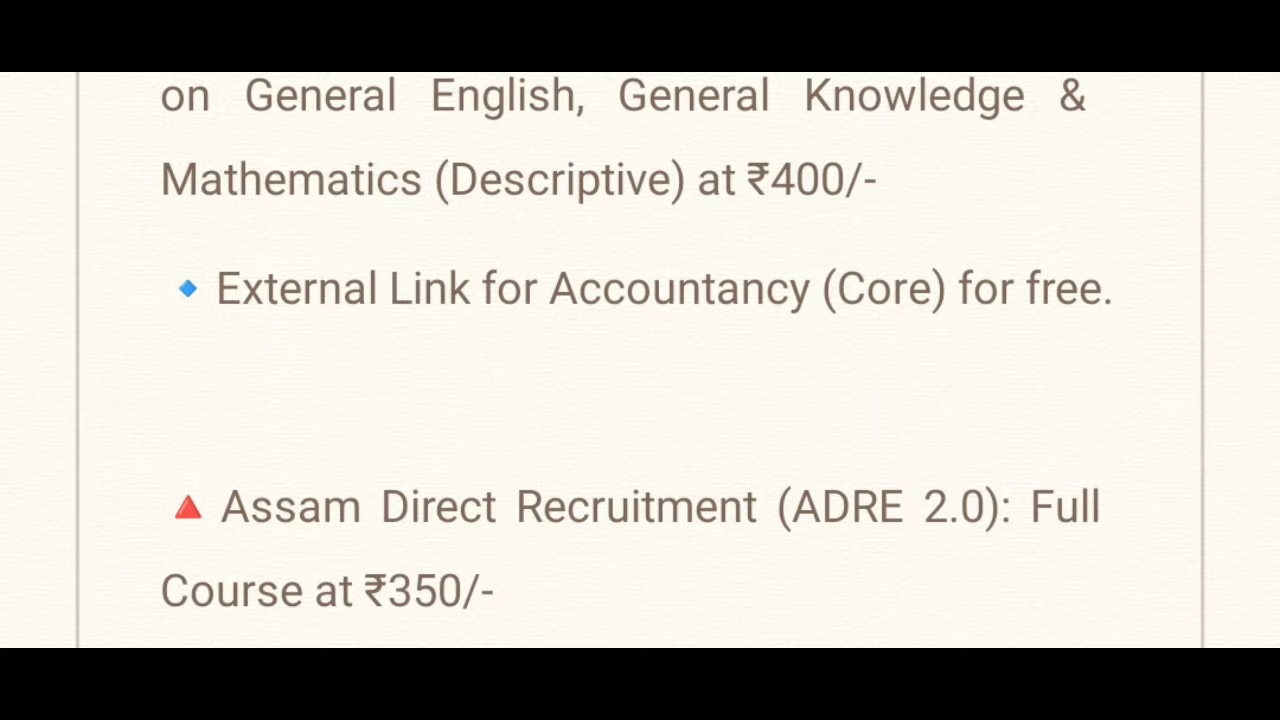 on General English, General Knowledge &
Mathematics (Descriptive) at ₹400/-
🔹External Link for Accountancy (Core) for free.
🔺Assam Direct Recruitment (ADRE 2.0): Full
Course at ₹350/-